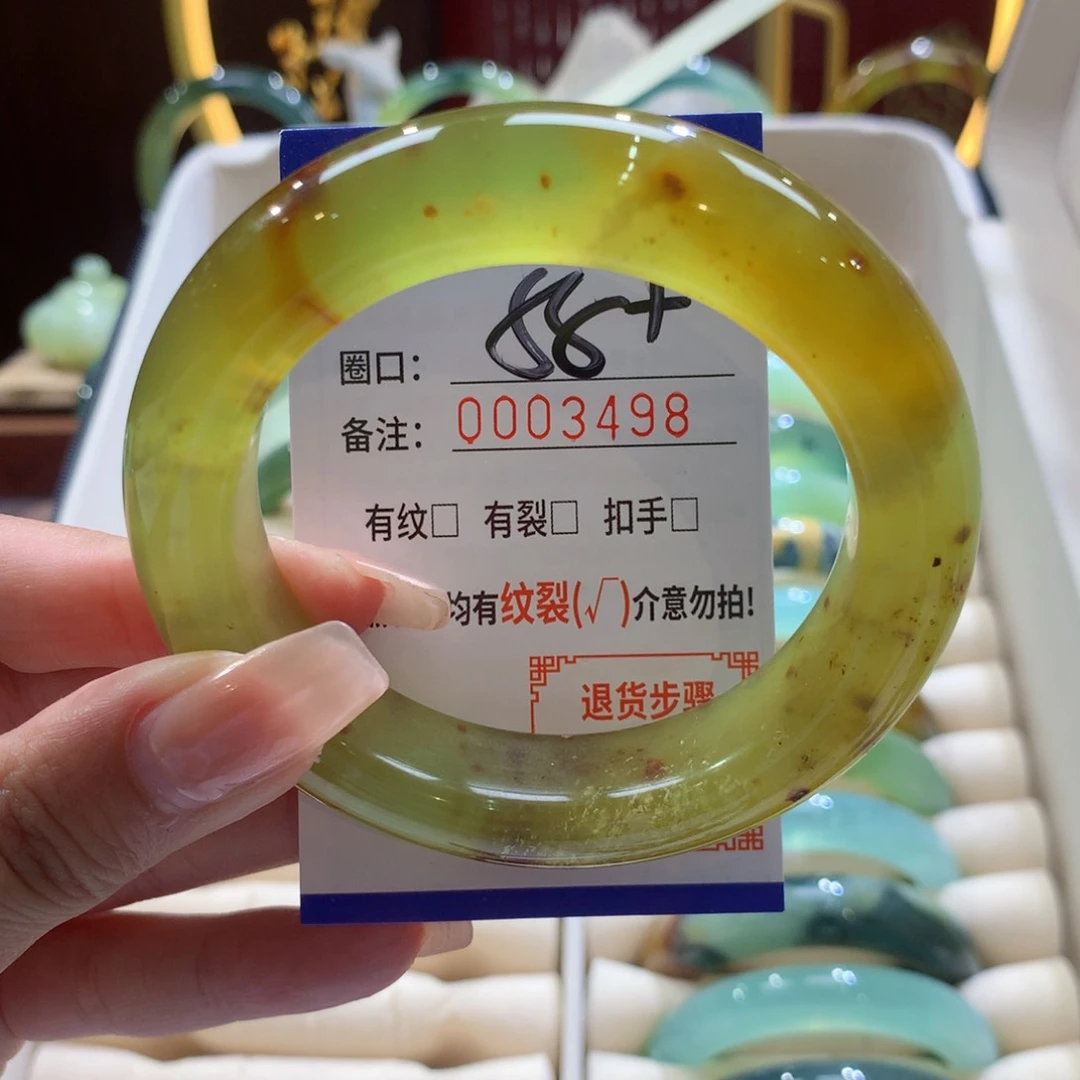 圈口： 58+
备注： 0003498
有纹□ 有裂□ 扣手□
均有纹裂(√)介意勿拍!
退货步骤